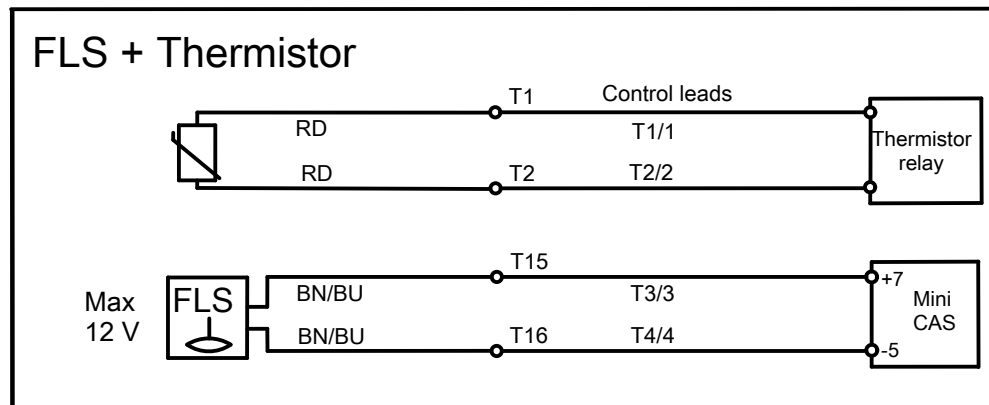 FLS + Thermistor
T1
Control leads
RD
T1/1
Thermistor
relay
RD
T2
T2/2
T15
+7
Max
12 V
FLS
BN/BU
T3/3
Mini
CAS
BN/BU
T16
T4/4
-5